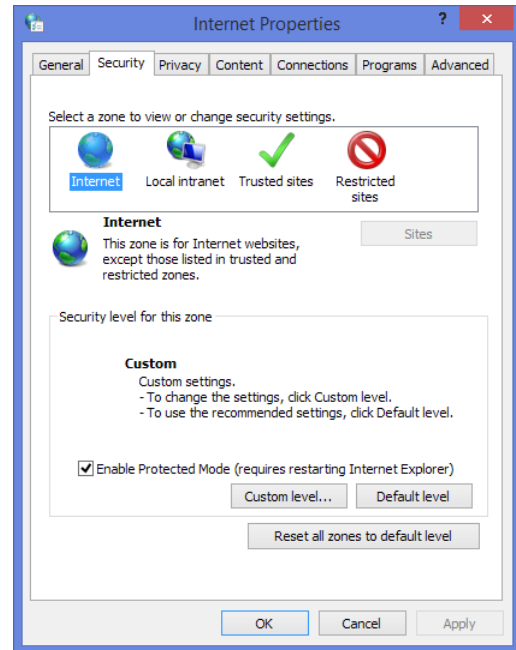 Internet Properties
?
×
General Security Privacy Content Connections Programs Advanced
Select a zone to view or change security settings.
Internet Local intranet Trusted sites Restricted
sites
Internet
Sites
This zone is for Internet websites,
except those listed in trusted and
restricted zones.
Security level for this zone
Custom
Custom settings.
- To change the settings, click Custom level.
- To use the recommended settings, click Default level.
Enable Protected Mode (requires restarting Internet Explorer)
Custom level... Default level
Reset all zones to default level
OK Cancel Apply